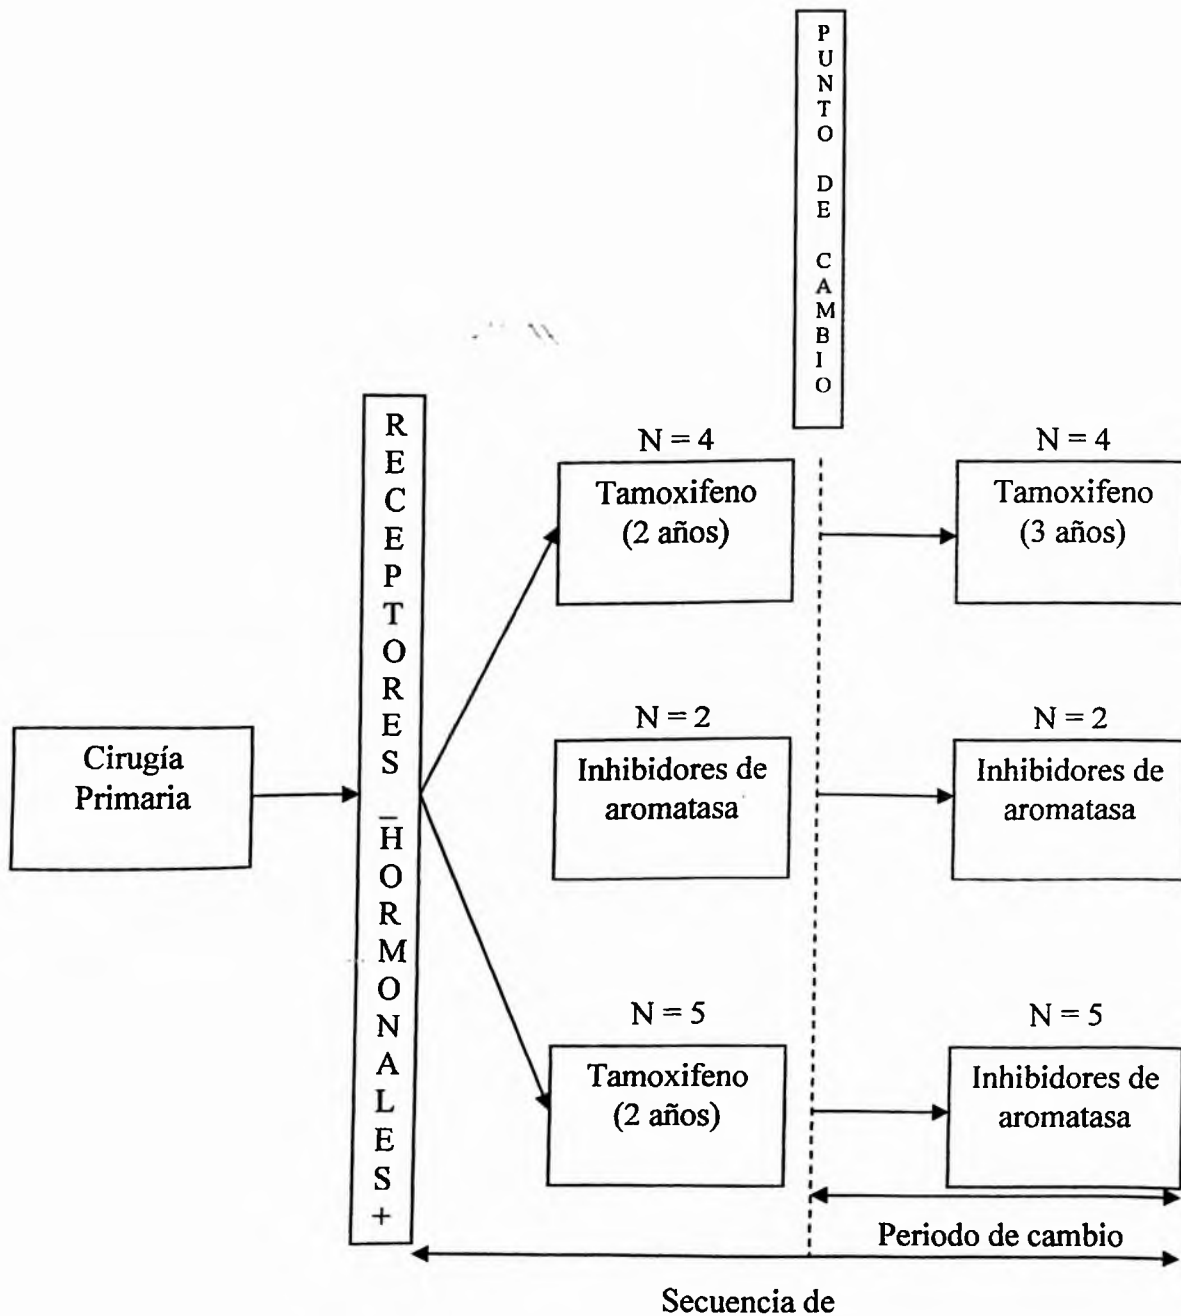 PUNTO DE CAMBIO
RECEPTORES _HORMONALES+
Cirugía
Primaria
N = 4
Tamoxifeno
(2 años)
N = 4
Tamoxifeno
(3 años)
N = 2
Inhibidores de
aromatasa
N = 2
Inhibidores de
aromatasa
N = 5
Tamoxifeno
(2 años)
N = 5
Inhibidores de
aromatasa
Periodo de cambio
Secuencia de